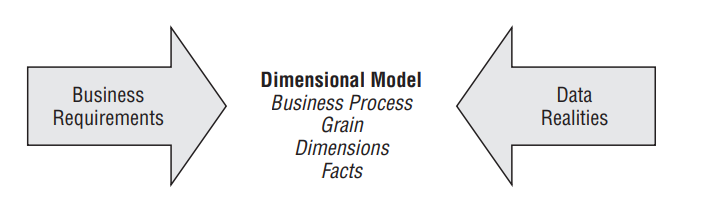 Business
Requirements
Dimensional Model
Business Process
Grain
Dimensions
Facts
Data
Realities